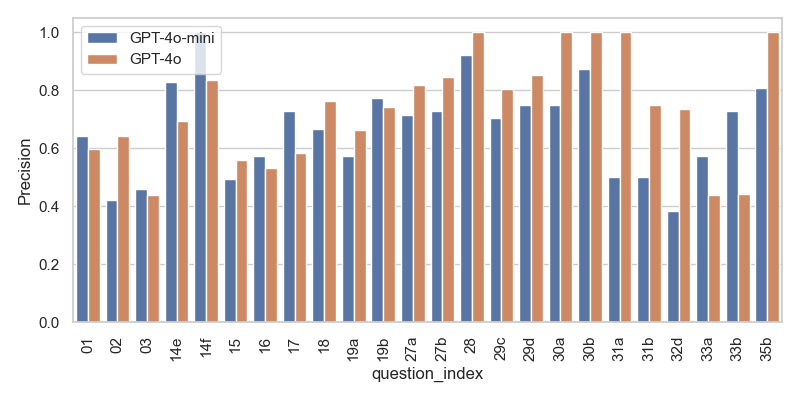 GPT-4o-mini
GPT-4o
Precision
1.0
0.8
0.6
0.4
0.2
0.0
01 02 03 14e 14f 15 16 17 18 19a 19b 27a 27b 28 29c 29d 30a 30b 31a 31b 32d 33a 33b 35b
question_index